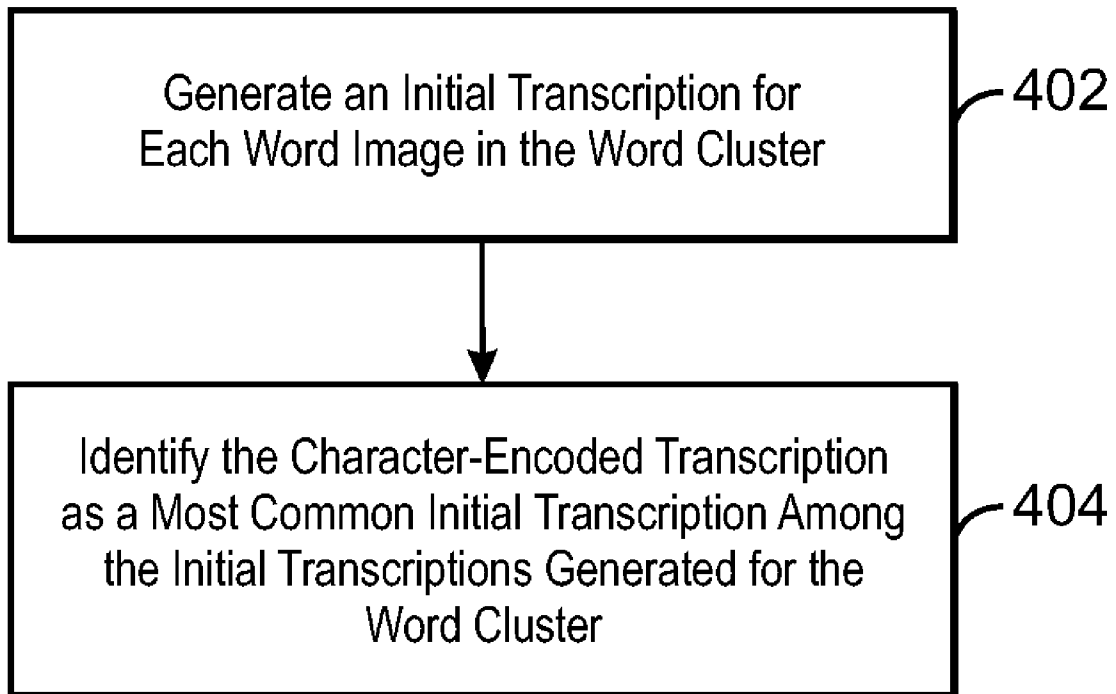 Generate an Initial Transcription for
Each Word Image in the Word Cluster
402
Identify the Character-Encoded Transcription
as a Most Common Initial Transcription Among
the Initial Transcriptions Generated for the
Word Cluster
404